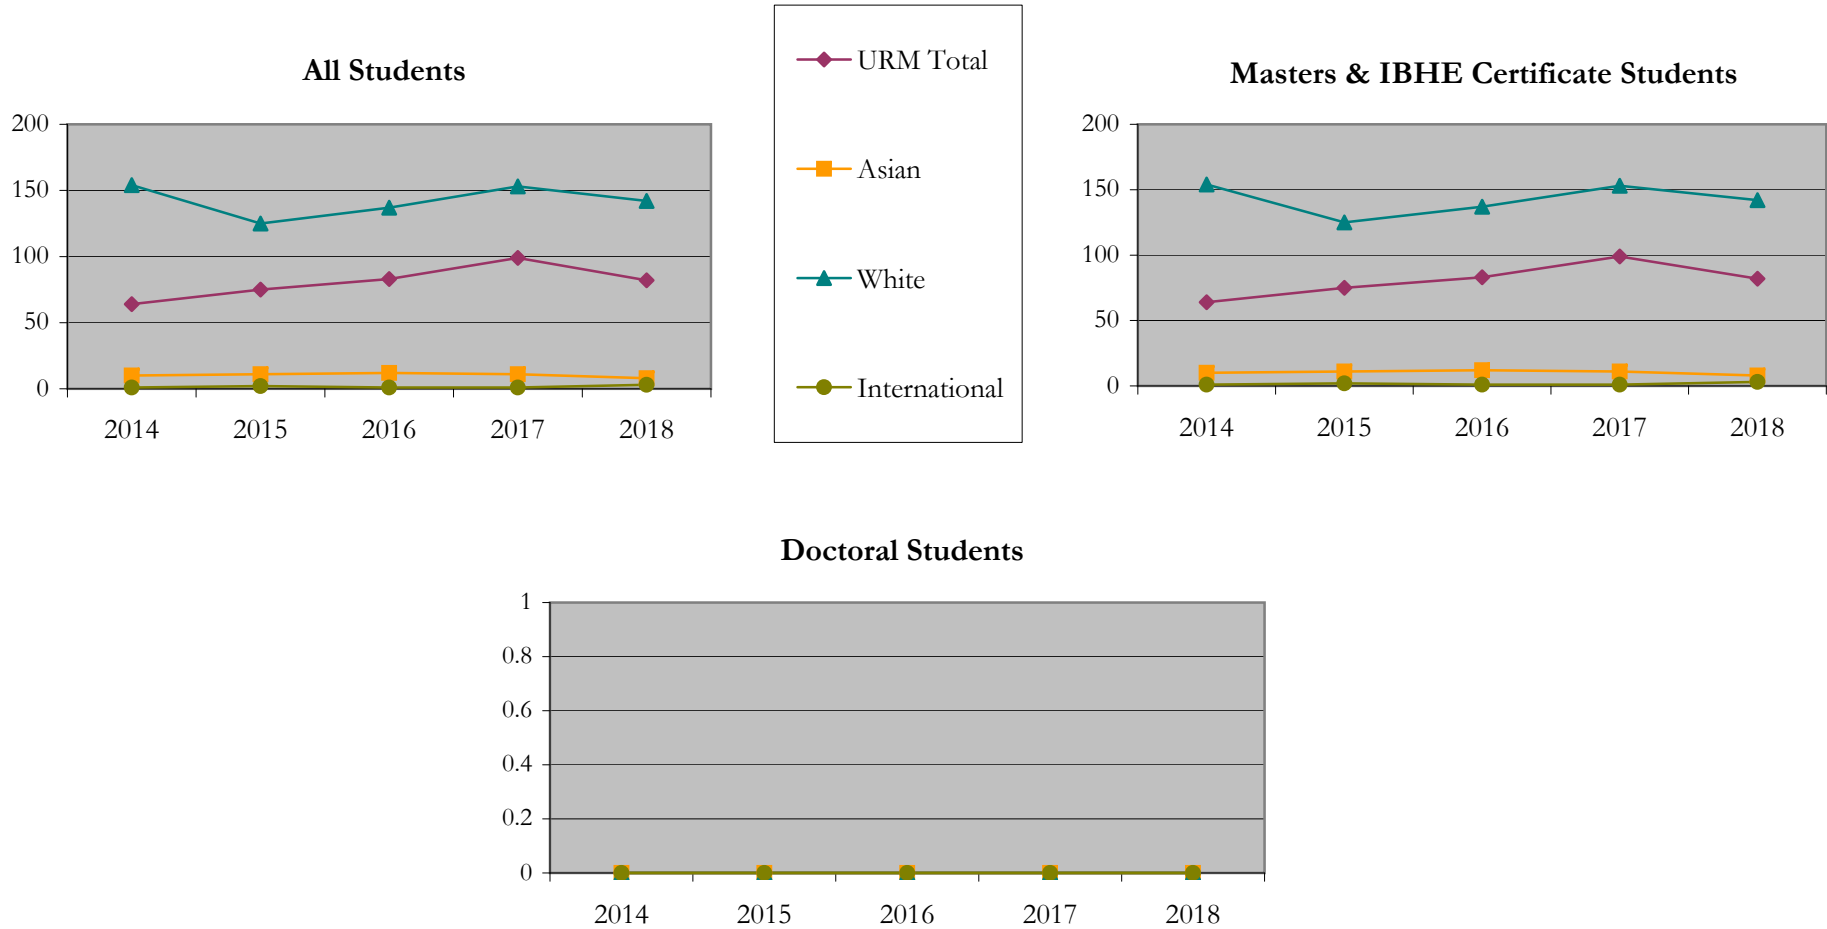 All Students
200
150
100
50
0
2014 2015 2016 2017 2018
URM Total
Asian
White
International
Masters & IBHE Certificate Students
200
150
100
50
0
2014 2015 2016 2017 2018
Doctoral Students
1
0.8
0.6
0.4
0.2
0
2014 2015 2016 2017 2018